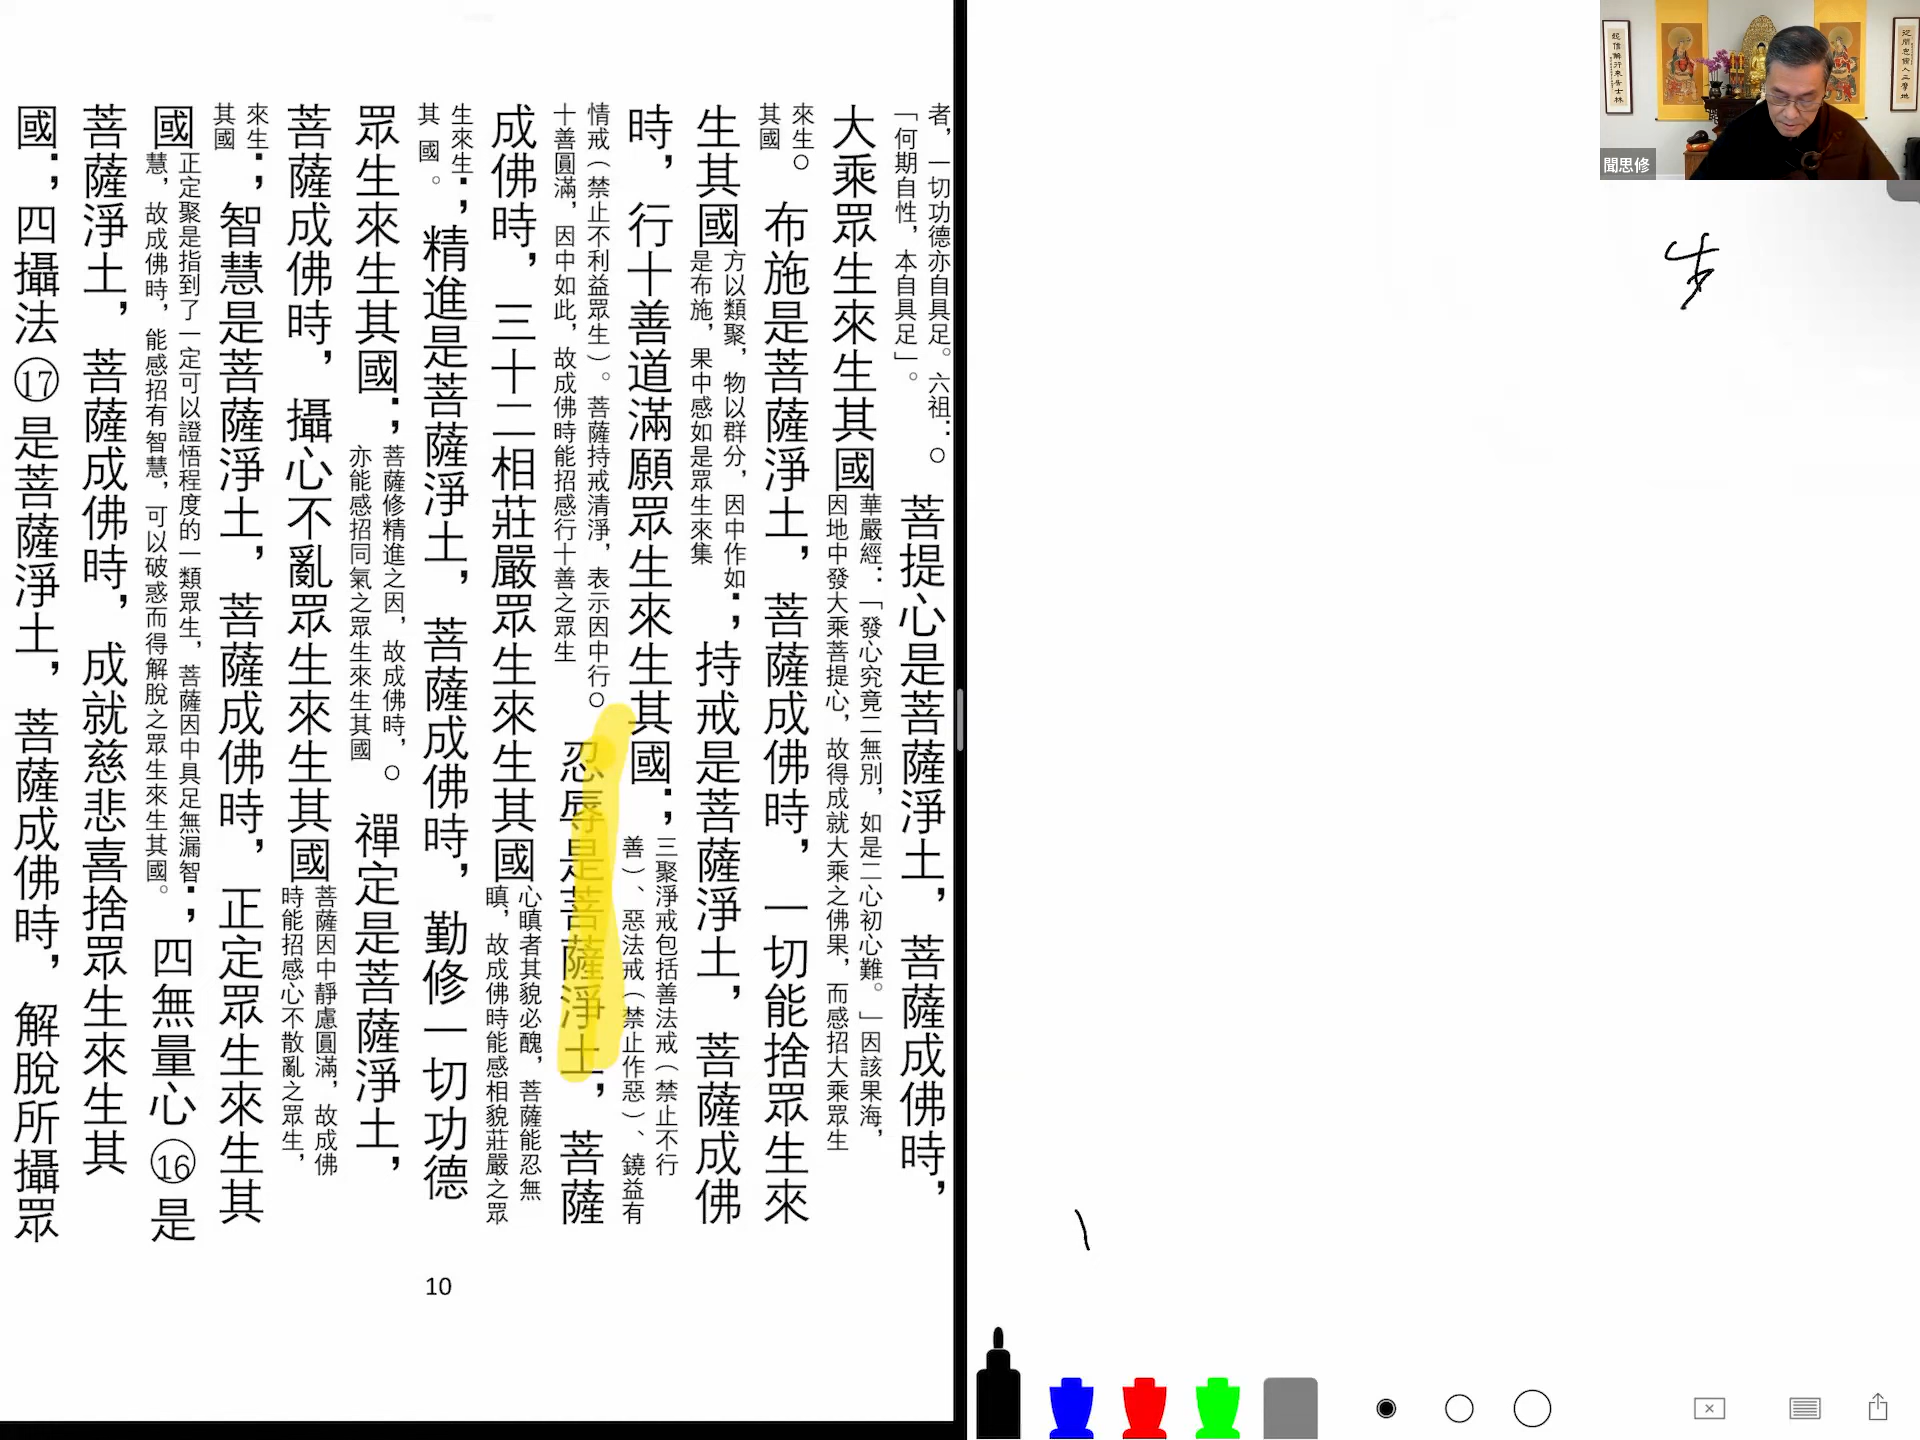 者，一切功德亦自具足。六祖：
「何期自性，本自具足」。
○菩提心是菩薩淨土，菩薩成佛時，
大乘眾生來生其國
華嚴經：「發心究竟二無別，如是二心初心難。」因該果海，
因地中發大乘菩提心，故得成就大乘之佛果，而感招大乘眾生
來生
其國
○布施是菩薩淨土，菩薩成佛時，一切能捨眾生來
生其國
方以類聚，物以群分，因中作如
是布施，果中感如是眾生來集
；持戒是菩薩淨土，菩薩成佛
時，行十善道滿願眾生來生其國；
三聚淨戒包括善法戒（禁止不行
善）、惡法戒（禁止作惡）、鐃益有
情戒（禁止不利益眾生）。菩薩持戒清淨，表示因中行
十善圓滿，因中如此，故成佛時能招感行十善之眾生
○忍辱是菩薩淨土，菩薩
成佛時，三十二相莊嚴眾生來生其國
心瞋者其貌必醜，菩薩能忍無
瞋，故成佛時能感相貌莊嚴之眾
生來生
其國。
；精進是菩薩淨土，菩薩成佛時，勤修一切功德
眾生來生其國；
菩薩修精進之因，故成佛時，
亦能感招同氣之眾生來生其國
○禪定是菩薩淨土，
菩薩成佛時，攝心不亂眾生來生其國
菩薩因中靜慮圓滿，故成佛
時能招感心不散亂之眾生，
來生
其國
；智慧是菩薩淨土，菩薩成佛時，正定眾生來生其
國
正定聚是指到了一定可以證悟程度的一類眾生，菩薩因中具足無漏智
慧，故成佛時，能感招有智慧，可以破惑而得解脫之眾生來生其國。
；四無量心⑯是
菩薩淨土，菩薩成佛時，成就慈悲喜捨眾生來生其
國；四攝法⑰是菩薩淨土，菩薩成佛時，解脫所攝眾
10
聞思修